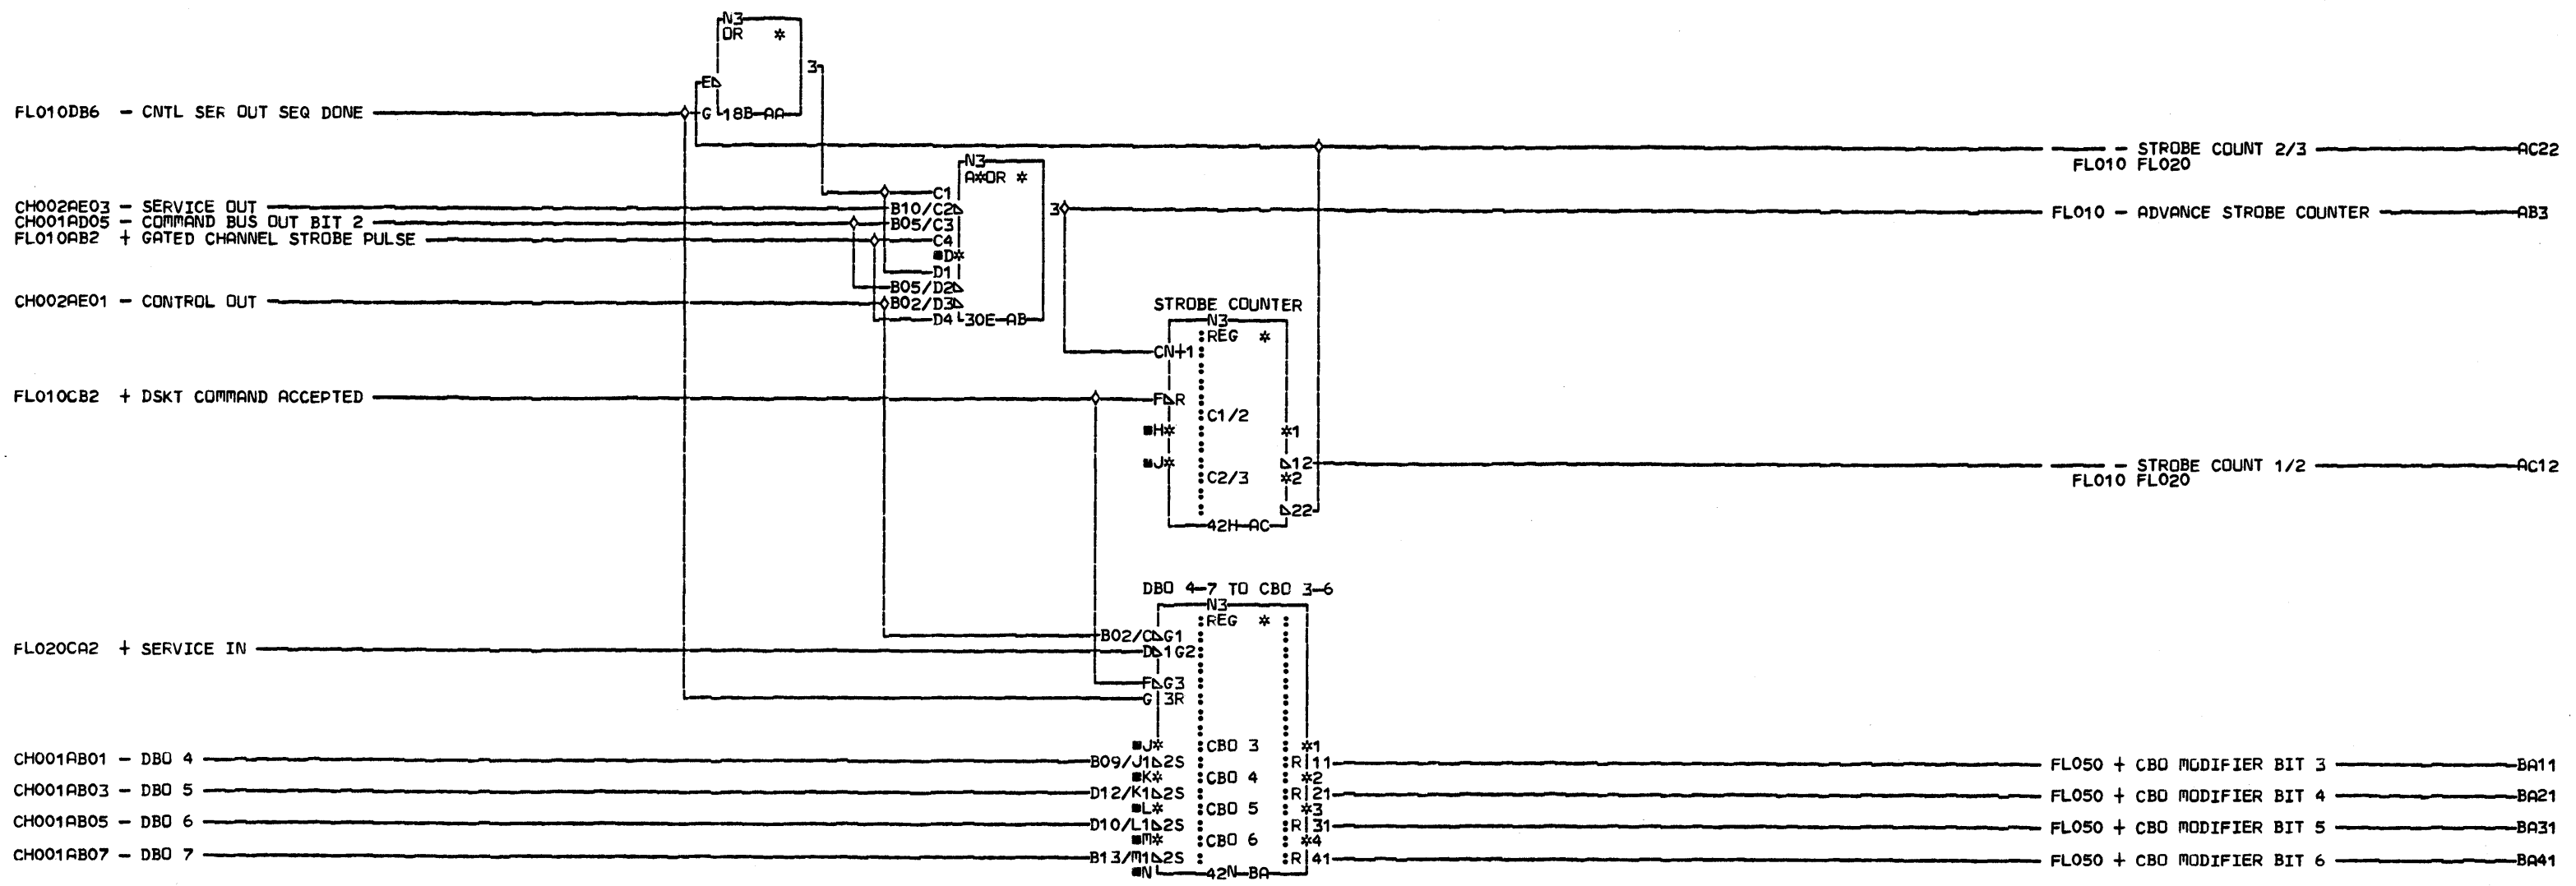 N3
OR *
3
E
FL010DB6 - CNTL SER OUT SEQ DONE
G 18B-AA
- STROBE COUNT 2/3 AC22
FL010 FL020
N3
A*OR *
C1
CH002AE03 - SERVICE OUT
B10/C2
3
FL010 - ADVANCE STROBE COUNTER AB3
CH001AD05 - COMMAND BUS OUT BIT 2
B05/C3
FL010AB2 + GATED CHANNEL STROBE PULSE
C4
■D*
D1
B05/D2
CH002AE01 - CONTROL OUT
B02/D3
D4 30E-AB
STROBE COUNTER
N3
REG *
CN+1
FL010CB2 + DSKT COMMAND ACCEPTED
F R
C1/2
■H* *1
■J* 12
- STROBE COUNT 1/2 AC12
FL010 FL020
C2/3 *2
22
42H-AC
DBO 4-7 TO CBO 3-6
N3
REG *
B02/C G1
FL020CA2 + SERVICE IN
D 1G2
F G3
G 3R
■J* CBO 3 *1
CH001AB01 - DBO 4 B09/J1 2S R 11 FL050 + CBO MODIFIER BIT 3 BA11
■K* CBO 4 *2
CH001AB03 - DBO 5 D12/K1 2S R 21 FL050 + CBO MODIFIER BIT 4 BA21
■L* CBO 5 *3
CH001AB05 - DBO 6 D10/L1 2S R 31 FL050 + CBO MODIFIER BIT 5 BA31
■M* CBO 6 *4
CH001AB07 - DBO 7 B13/M1 2S R 41 FL050 + CBO MODIFIER BIT 6 BA41
■N 42N-BA